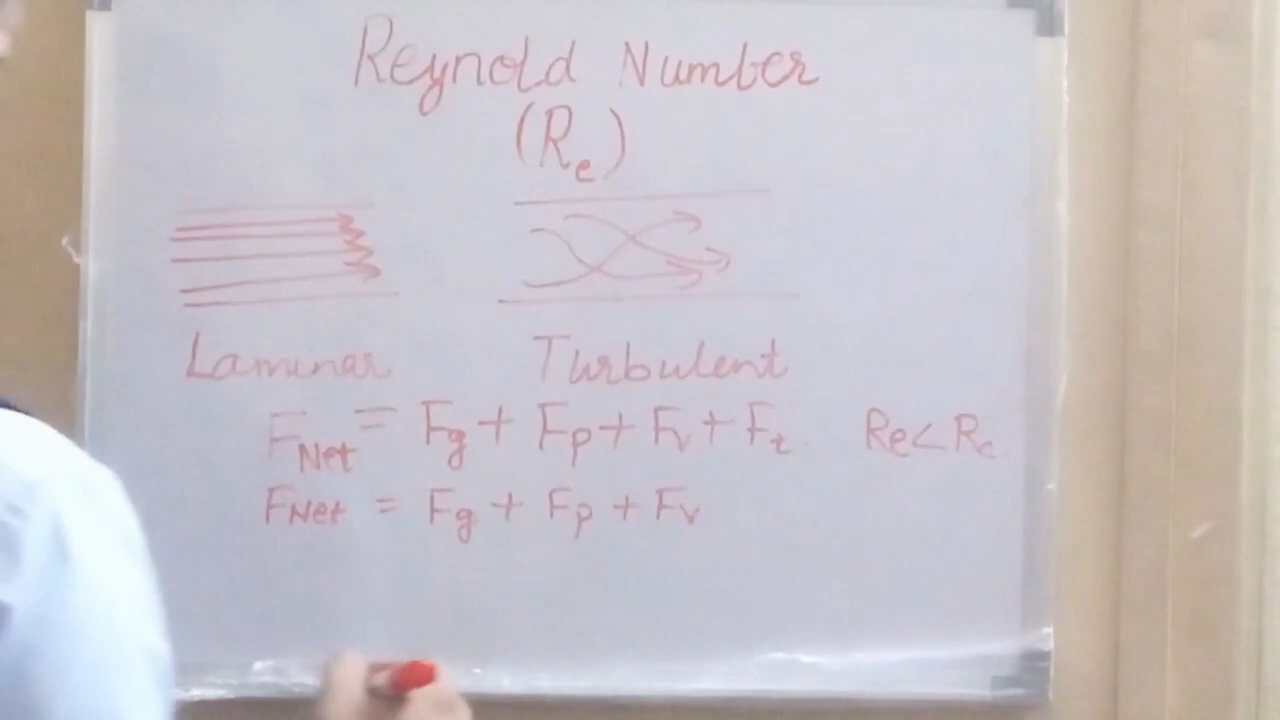 Reynold Number
(Re)
Laminar Turbulent
FNet = Fg + Fp + Fv + Ft Re < Rc
FNet = Fg + Fp + Fv